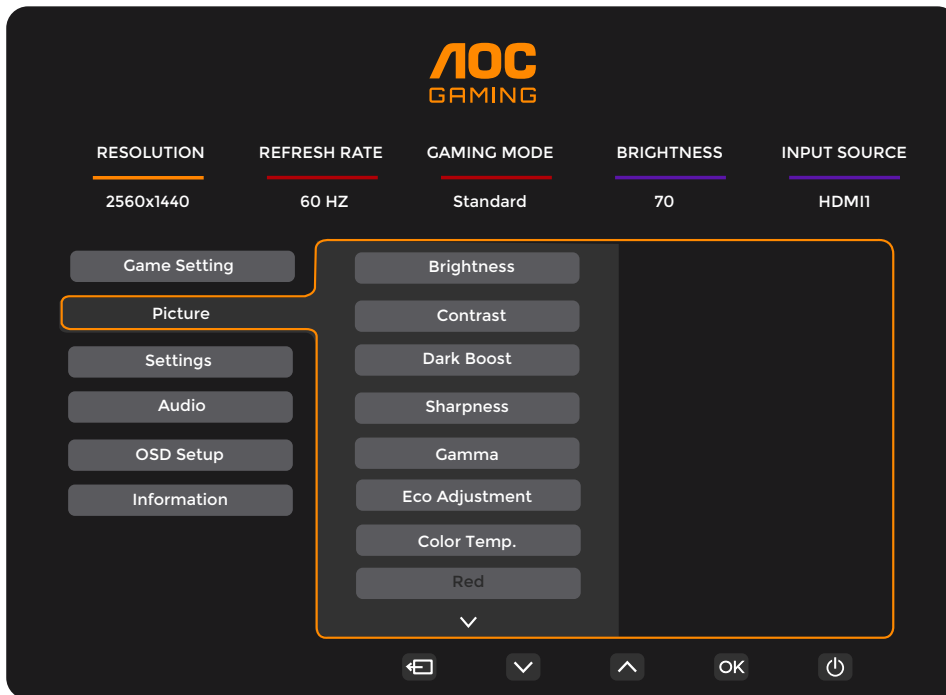 AOC
GAMING
RESOLUTION REFRESH RATE GAMING MODE BRIGHTNESS INPUT SOURCE
2560x1440 60 HZ Standard 70 HDMI1
Game Setting
Picture
Settings
Audio
OSD Setup
Information
Brightness
Contrast
Dark Boost
Sharpness
Gamma
Eco Adjustment
Color Temp.
Red
OK